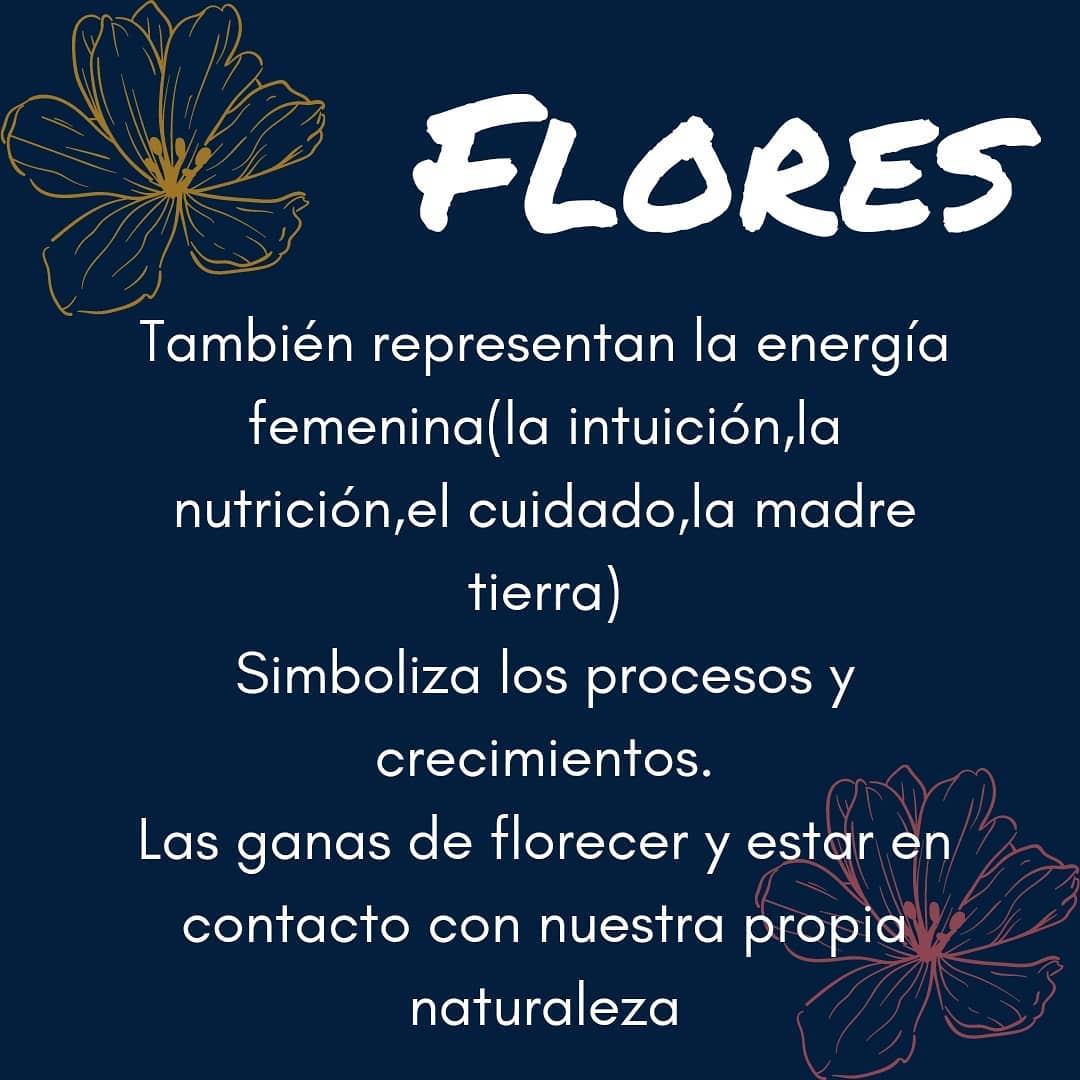 FLORES
También representan la energía
femenina(la intuición,la
nutrición,el cuidado,la madre
tierra)
Simboliza los procesos y
crecimientos.
Las ganas de florecer y estar en
contacto con nuestra propia
naturaleza